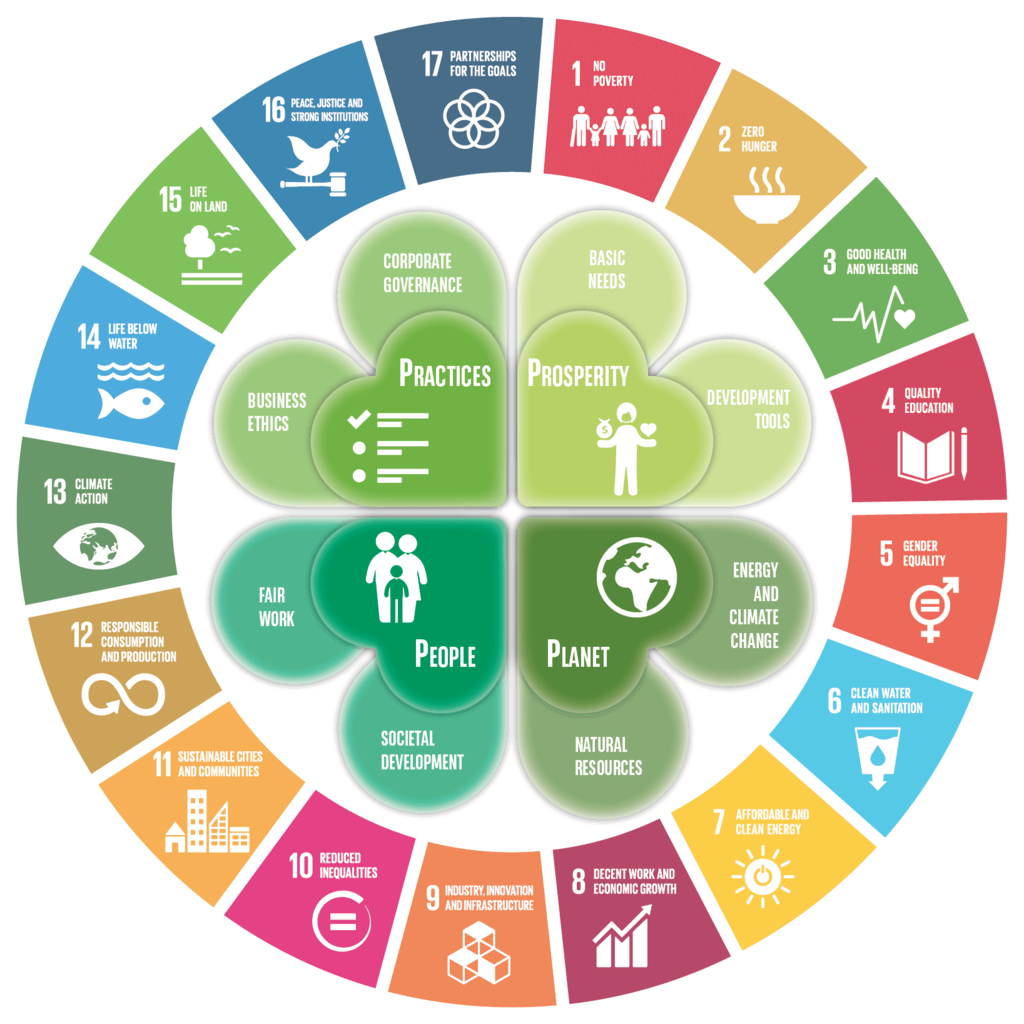 17 PARTNERSHIPS
FOR THE GOALS
1 NO
POVERTY
2 ZERO
HUNGER
3 GOOD HEALTH
AND WELL-BEING
4 QUALITY
EDUCATION
5 GENDER
EQUALITY
6 CLEAN WATER
AND SANITATION
7 AFFORDABLE AND
CLEAN ENERGY
8 DECENT WORK AND
ECONOMIC GROWTH
9 INDUSTRY, INNOVATION
AND INFRASTRUCTURE
10 REDUCED
INEQUALITIES
11 SUSTAINABLE CITIES
AND COMMUNITIES
12 RESPONSIBLE
CONSUMPTION
AND PRODUCTION
13 CLIMATE
ACTION
14 LIFE BELOW
WATER
15 LIFE
ON LAND
16 PEACE, JUSTICE AND
STRONG INSTITUTIONS
CORPORATE
GOVERNANCE
BUSINESS
ETHICS
PRACTICES
BASIC
NEEDS
PROSPERITY
$
DEVELOPMENT
TOOLS
FAIR
WORK
PEOPLE
SOCIETAL
DEVELOPMENT
PLANET
ENERGY
AND
CLIMATE
CHANGE
NATURAL
RESOURCES